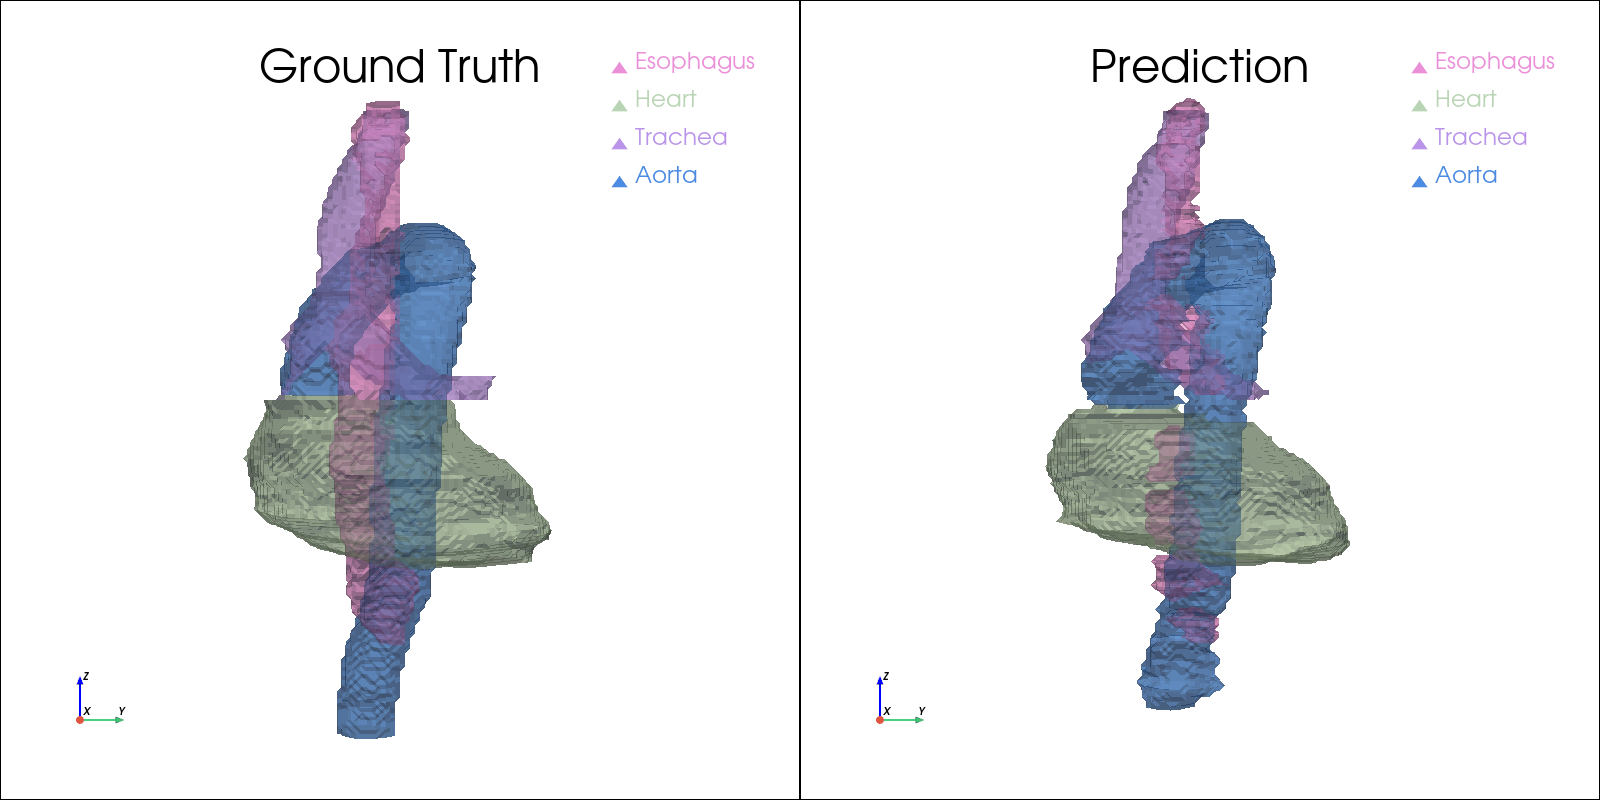 Ground Truth
Esophagus
Heart
Trachea
Aorta
Z
X
Y
Prediction
Esophagus
Heart
Trachea
Aorta
Z
X
Y